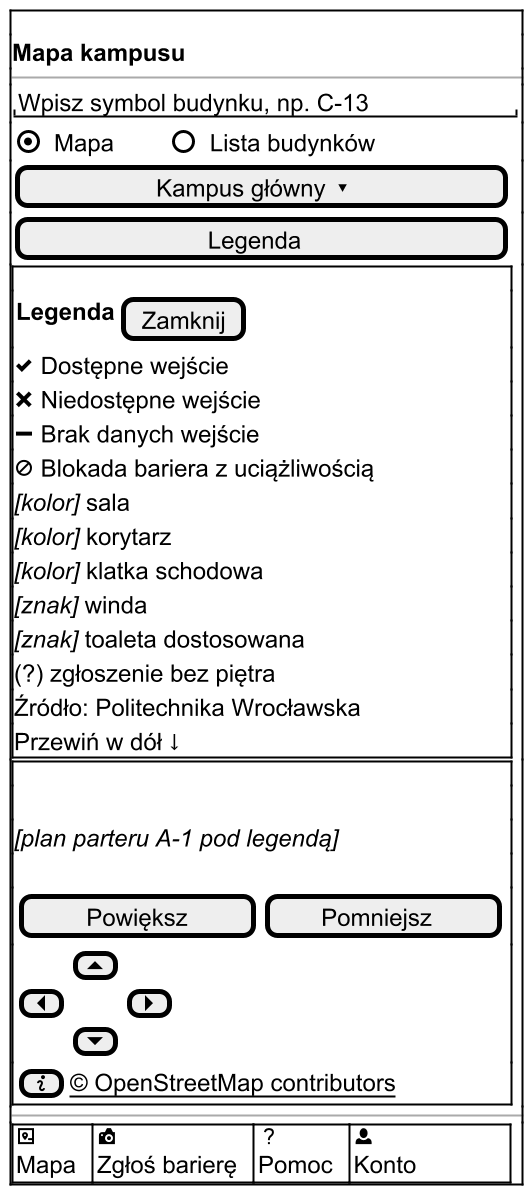 Mapa kampusu
Wpisz symbol budynku, np. C-13
Mapa Lista budynków
Kampus główny ▾
Legenda
Legenda Zamknij
✔ Dostępne wejście
✖ Niedostępne wejście
− Brak danych wejście
⊘ Blokada bariera z uciążliwością
[kolor] sala
[kolor] korytarz
[kolor] klatka schodowa
[znak] winda
[znak] toaleta dostosowana
(?) zgłoszenie bez piętra
Źródło: Politechnika Wrocławska
Przewiń w dół ↓
[plan parteru A-1 pod legendą]
Powiększ Pomniejsz
i © OpenStreetMap contributors
?
Mapa Zgłoś barierę Pomoc Konto